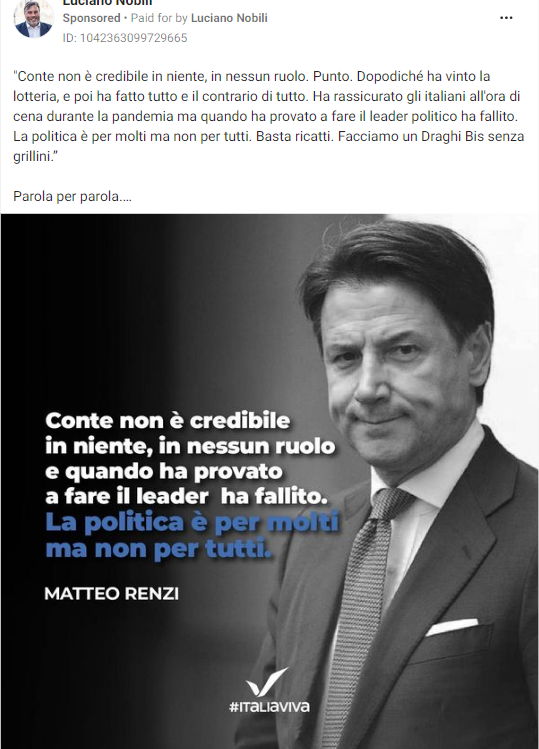 Luciano Nobili
Sponsored • Paid for by Luciano Nobili
ID: 1042363099729665
"Conte non è credibile in niente, in nessun ruolo. Punto. Dopodiché ha vinto la
lotteria, e poi ha fatto tutto e il contrario di tutto. Ha rassicurato gli italiani all'ora di
cena durante la pandemia ma quando ha provato a fare il leader politico ha fallito.
La politica è per molti ma non per tutti. Basta ricatti. Facciamo un Draghi Bis senza
grillini.”
Parola per parola....
Conte non è credibile
in niente, in nessun ruolo
e quando ha provato
a fare il leader ha fallito.
La politica è per molti
ma non per tutti.
MATTEO RENZI
#ITALIAVIVA